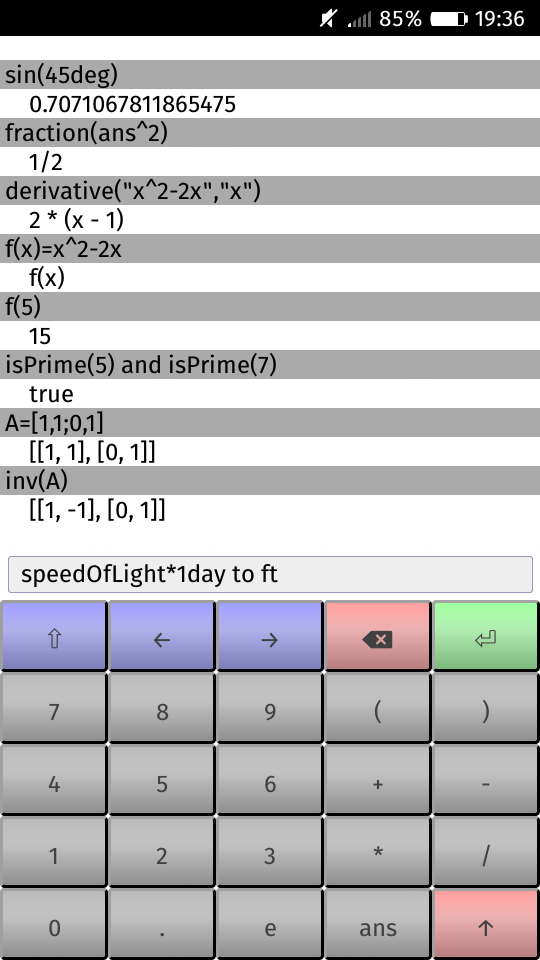 85% 19:36
sin(45deg)
0.7071067811865475
fraction(ans^2)
1/2
derivative("x^2-2x","x")
2 * (x - 1)
f(x)=x^2-2x
f(x)
f(5)
15
isPrime(5) and isPrime(7)
true
A=[1,1;0,1]
[[1, 1], [0, 1]]
inv(A)
[[1, -1], [0, 1]]
speedOfLight*1day to ft
⇧ ← → ⌫ ⏎
7 8 9 ( )
4 5 6 + -
1 2 3 * /
0 . e ans ↑